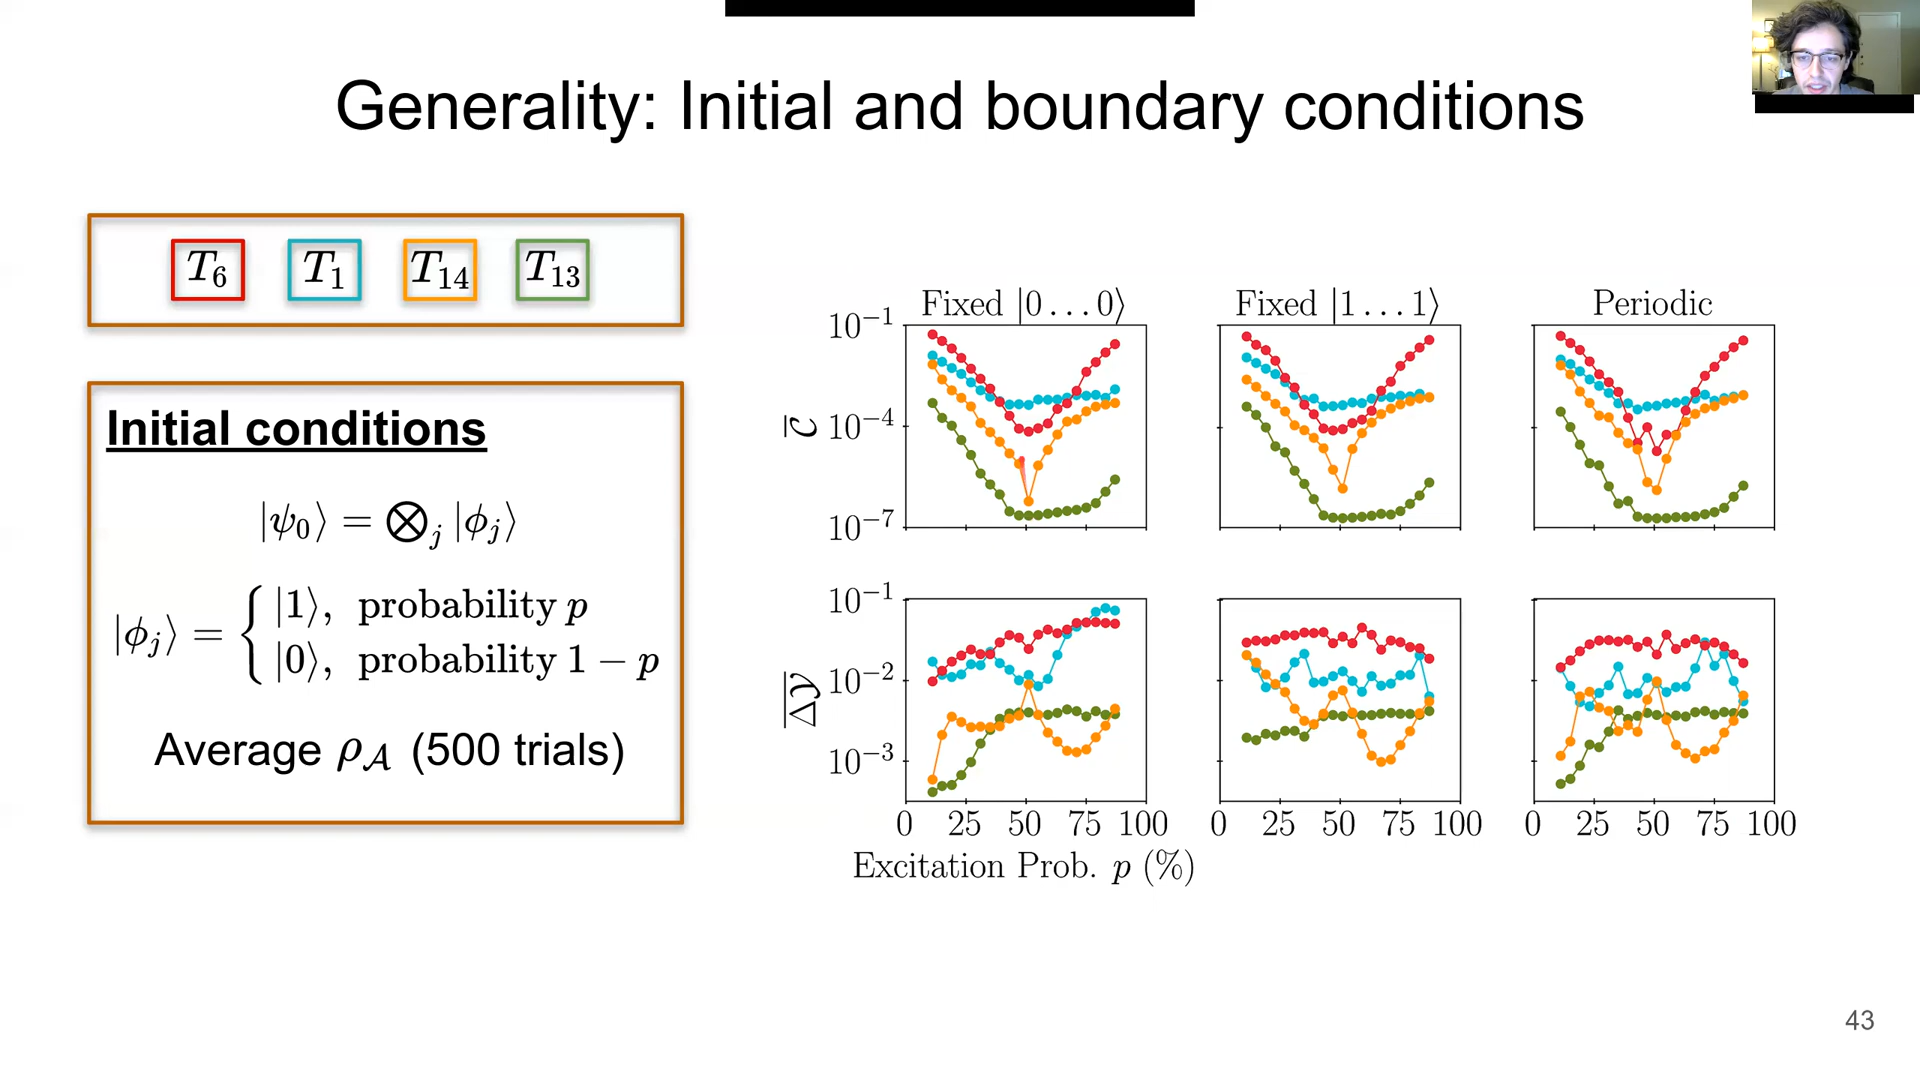 Generality: Initial and boundary conditions
T₆ T₁ T₁₄ T₁₃
Initial conditions
|ψ₀⟩ = ⨂ⱼ |ϕⱼ⟩
|ϕⱼ⟩ = { |1⟩, probability p
|0⟩, probability 1 − p
Average ρ_𝒜 (500 trials)
Fixed |0 … 0⟩ Fixed |1 … 1⟩ Periodic
10⁻¹
𝒞̅ 10⁻⁴
10⁻⁷
10⁻¹
10⁻²
Δ𝒴̅
10⁻³
0 25 50 75 100 0 25 50 75 100 0 25 50 75 100
Excitation Prob. p (%)
43